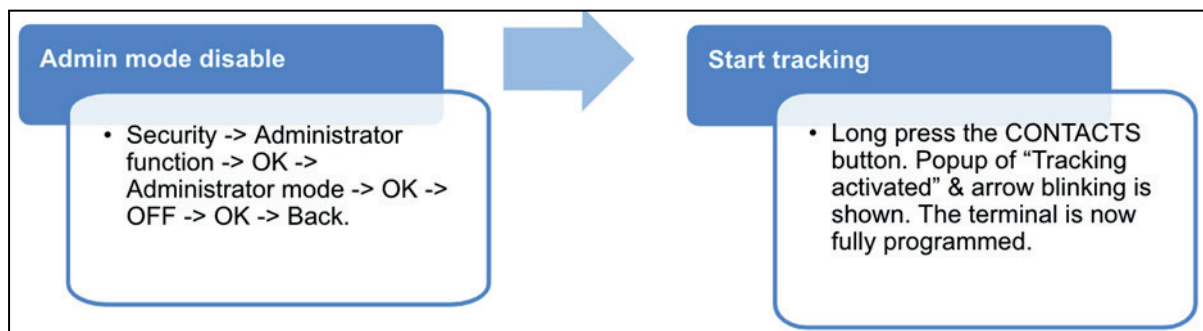 Admin mode disable
• Security -> Administrator
function -> OK ->
Administrator mode -> OK ->
OFF -> OK -> Back.
Start tracking
• Long press the CONTACTS
button. Popup of “Tracking
activated” & arrow blinking is
shown. The terminal is now
fully programmed.